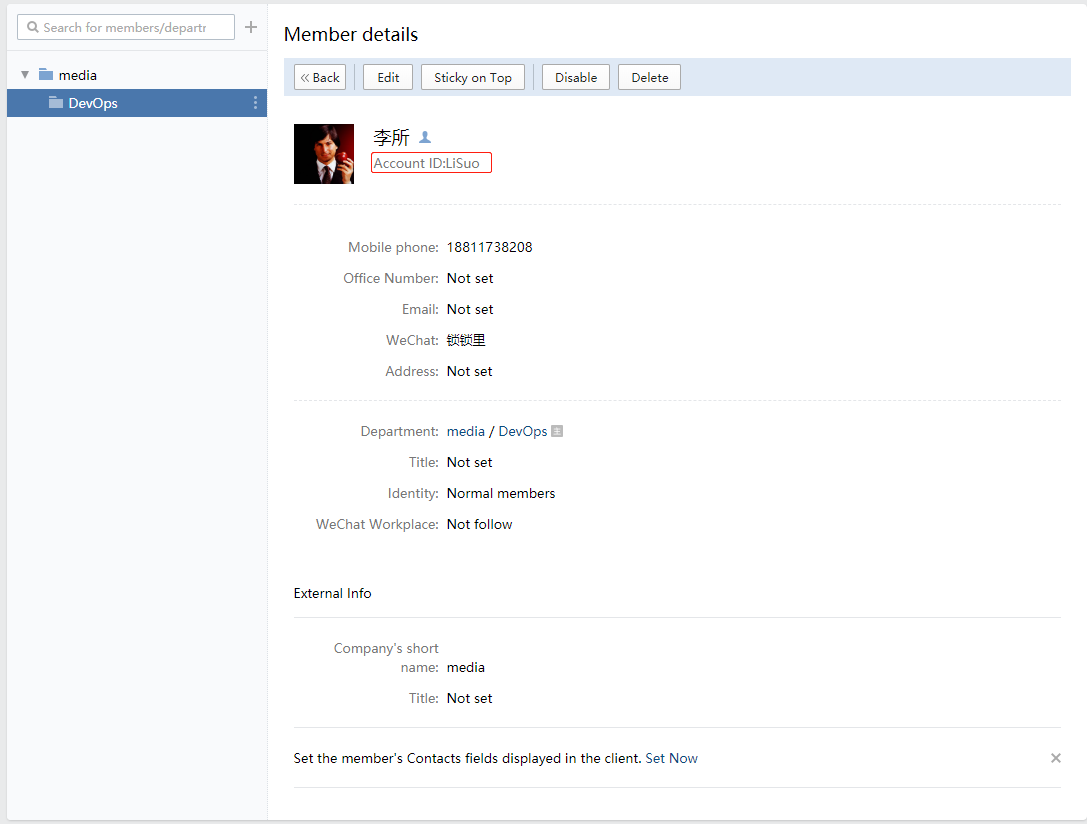 Search for members/departr
media
DevOps
Member details
Back Edit Sticky on Top Disable Delete
李所
Account ID:LiSuo
Mobile phone: 18811738208
Office Number: Not set
Email: Not set
WeChat: 锁锁里
Address: Not set
Department: media / DevOps 主
Title: Not set
Identity: Normal members
WeChat Workplace: Not follow
External Info
Company's short
name: media
Title: Not set
Set the member's Contacts fields displayed in the client. Set Now